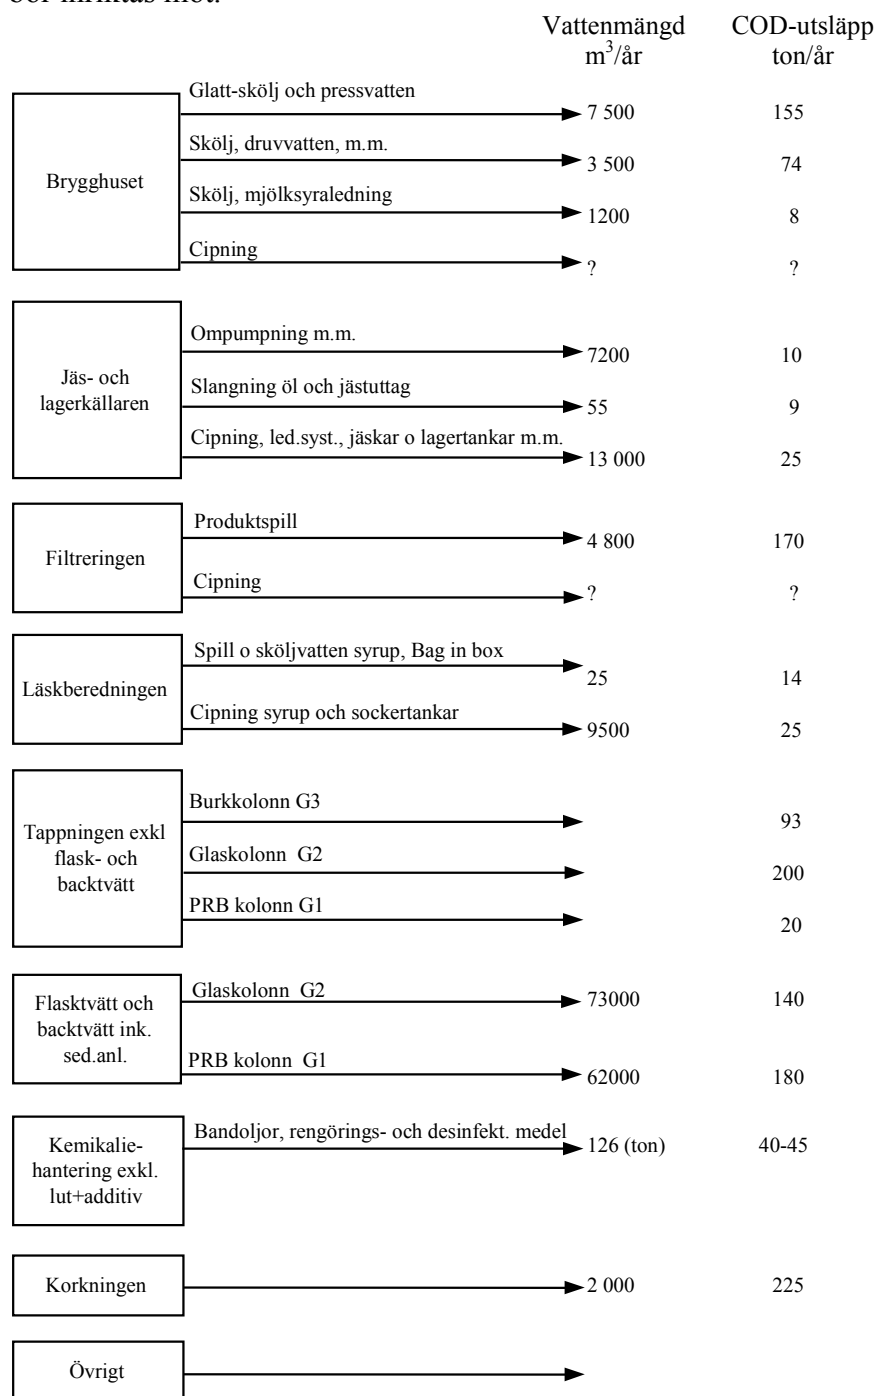 Vattenmängd COD-utsläpp
m³/år ton/år
Glatt-skölj och pressvatten
7 500 155
Skölj, druvvatten, m.m.
3 500 74
Brygghuset
Skölj, mjölksyraledning
1200 8
Cipning
? ?
Ompumpning m.m.
7200 10
Jäs- och
lagerkällaren
Slangning öl och jästuttag
55 9
Cipning, led.syst., jäskar o lagertankar m.m.
13 000 25
Produktspill
4 800 170
Filtreringen
Cipning
? ?
Spill o sköljvatten syrup, Bag in box
25 14
Läskberedningen
Cipning syrup och sockertankar
9500 25
Burkkolonn G3
93
Tappningen exkl
flask- och
backtvätt
Glaskolonn G2
200
PRB kolonn G1
20
Glaskolonn G2
73000 140
Flasktvätt och
backtvätt ink.
sed.anl.
PRB kolonn G1
62000 180
Bandoljor, rengörings- och desinfekt. medel
126 (ton) 40-45
Kemikalie-
hantering exkl.
lut+additiv
Korkningen 2 000 225
Övrigt